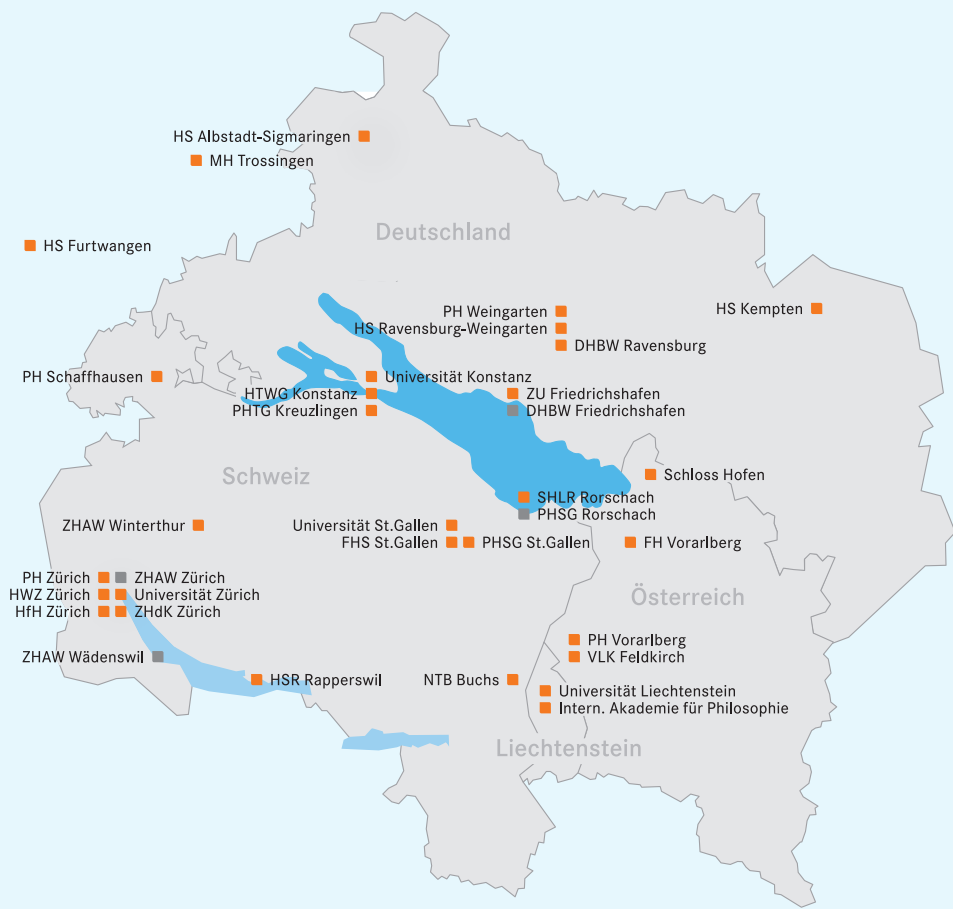 HS Albstadt-Sigmaringen
MH Trossingen
Deutschland
HS Furtwangen
PH Weingarten
HS Kempten
HS Ravensburg-Weingarten
DHBW Ravensburg
PH Schaffhausen
Universität Konstanz
HTWG Konstanz
ZU Friedrichshafen
PHTG Kreuzlingen
DHBW Friedrichshafen
Schweiz
Schloss Hofen
SHLR Rorschach
PHSG Rorschach
ZHAW Winterthur
Universität St.Gallen
FHS St.Gallen
PHSG St.Gallen
FH Vorarlberg
PH Zürich
ZHAW Zürich
HWZ Zürich
Universität Zürich
Österreich
HfH Zürich
ZHdK Zürich
PH Vorarlberg
ZHAW Wädenswil
VLK Feldkirch
HSR Rapperswil
NTB Buchs
Universität Liechtenstein
Intern. Akademie für Philosophie
Liechtenstein